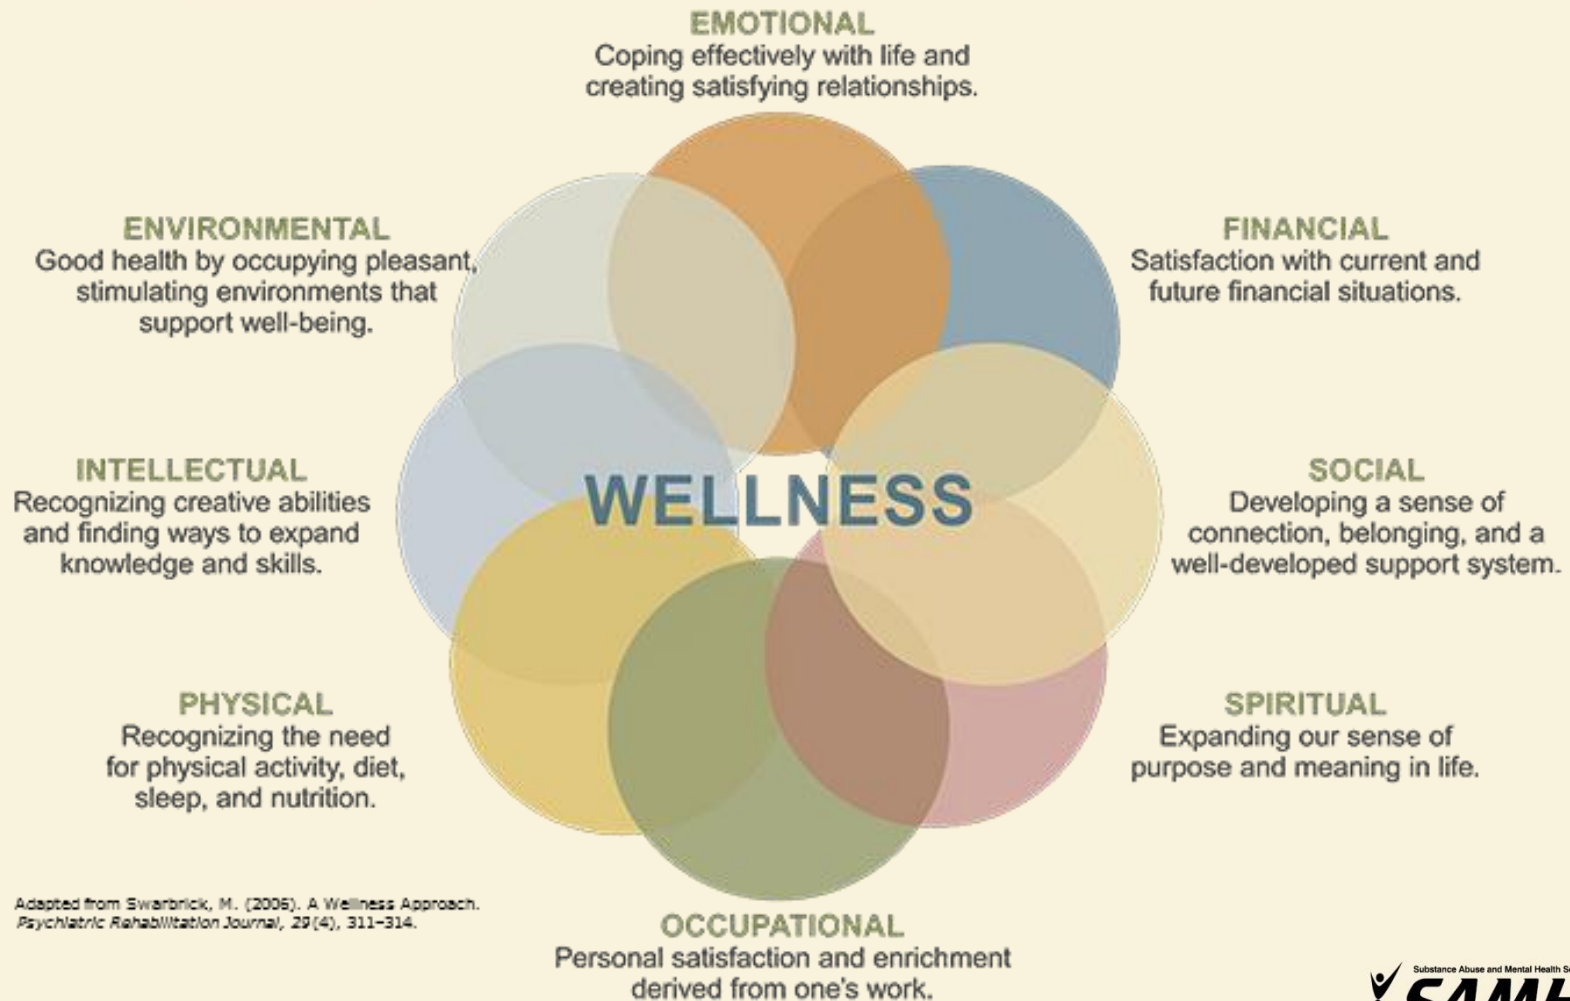 EMOTIONAL
Coping effectively with life and
creating satisfying relationships.
ENVIRONMENTAL
Good health by occupying pleasant,
stimulating environments that
support well-being.
FINANCIAL
Satisfaction with current and
future financial situations.
INTELLECTUAL
Recognizing creative abilities
and finding ways to expand
knowledge and skills.
WELLNESS
SOCIAL
Developing a sense of
connection, belonging, and a
well-developed support system.
PHYSICAL
Recognizing the need
for physical activity, diet,
sleep, and nutrition.
SPIRITUAL
Expanding our sense of
purpose and meaning in life.
Adapted from Swarbrick, M. (2006). A Wellness Approach.
Psychiatric Rehabilitation Journal, 29(4), 311–314.
OCCUPATIONAL
Personal satisfaction and enrichment
derived from one's work.
Substance Abuse and Mental Health